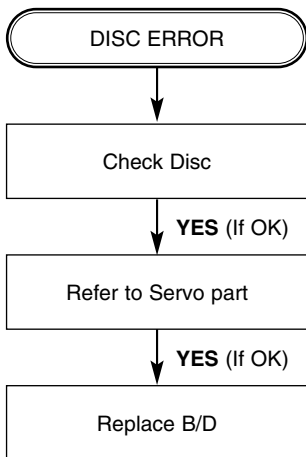 DISC ERROR
Check Disc
YES (If OK)
Refer to Servo part
YES (If OK)
Replace B/D